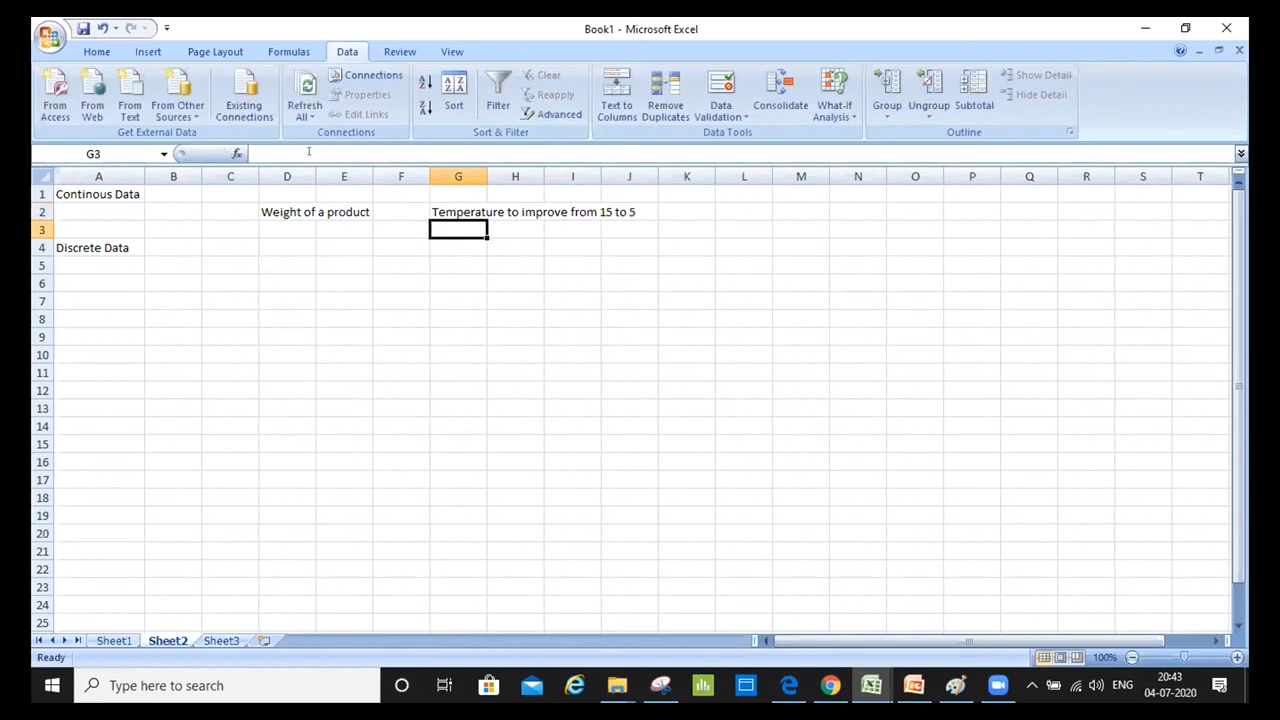 Book1 - Microsoft Excel
Home Insert Page Layout Formulas Data Review View
From Access
From Web
From Text
From Other Sources
Existing Connections
Get External Data
Refresh All
Connections
Properties
Edit Links
Connections
Sort
Filter
Clear
Reapply
Advanced
Sort & Filter
Text to Columns
Remove Duplicates
Data Validation
Consolidate
What-If Analysis
Data Tools
Group
Ungroup
Subtotal
Show Detail
Hide Detail
Outline
G3 fx
A B C D E F G H I J K L M N O P Q R S T
1 Continous Data
2 Weight of a product Temperature to improve from 15 to 5
3
4 Discrete Data
5
6
7
8
9
10
11
12
13
14
15
16
17
18
19
20
21
22
23
24
25
Sheet1 Sheet2 Sheet3
Ready 100%
Type here to search ENG 20:43
04-07-2020